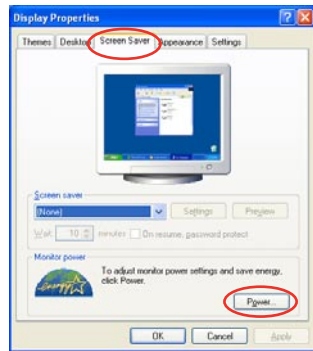 Display Properties
Themes Desktop Screen Saver Appearance Settings
Screen saver
(None) Settings Preview
Wait: 10 minutes On resume, password protect
Monitor power
To adjust monitor power settings and save energy,
click Power.
energy
Power...
OK Cancel Apply